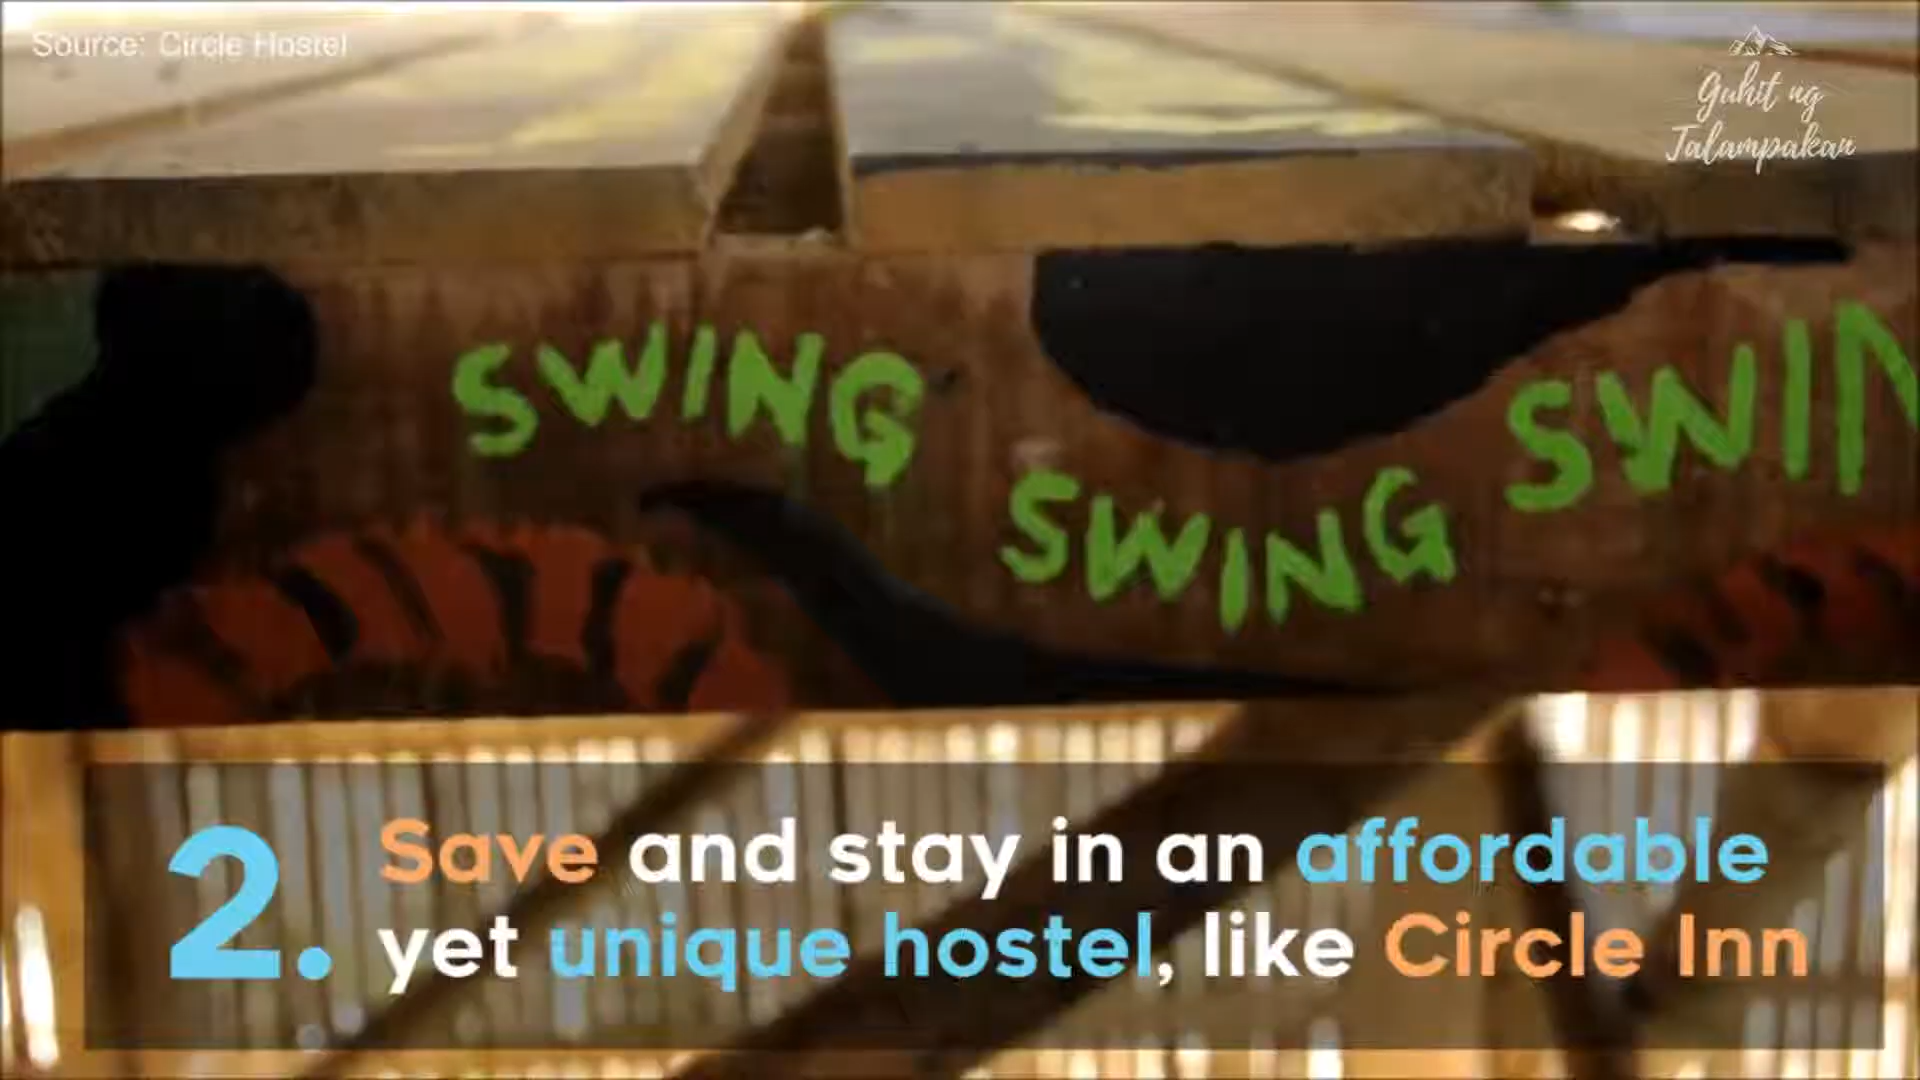 Source: Circle Hostel
Guhit ng
Talampakan
SWING
SWING
SWIN
2. Save and stay in an affordable
yet unique hostel, like Circle Inn